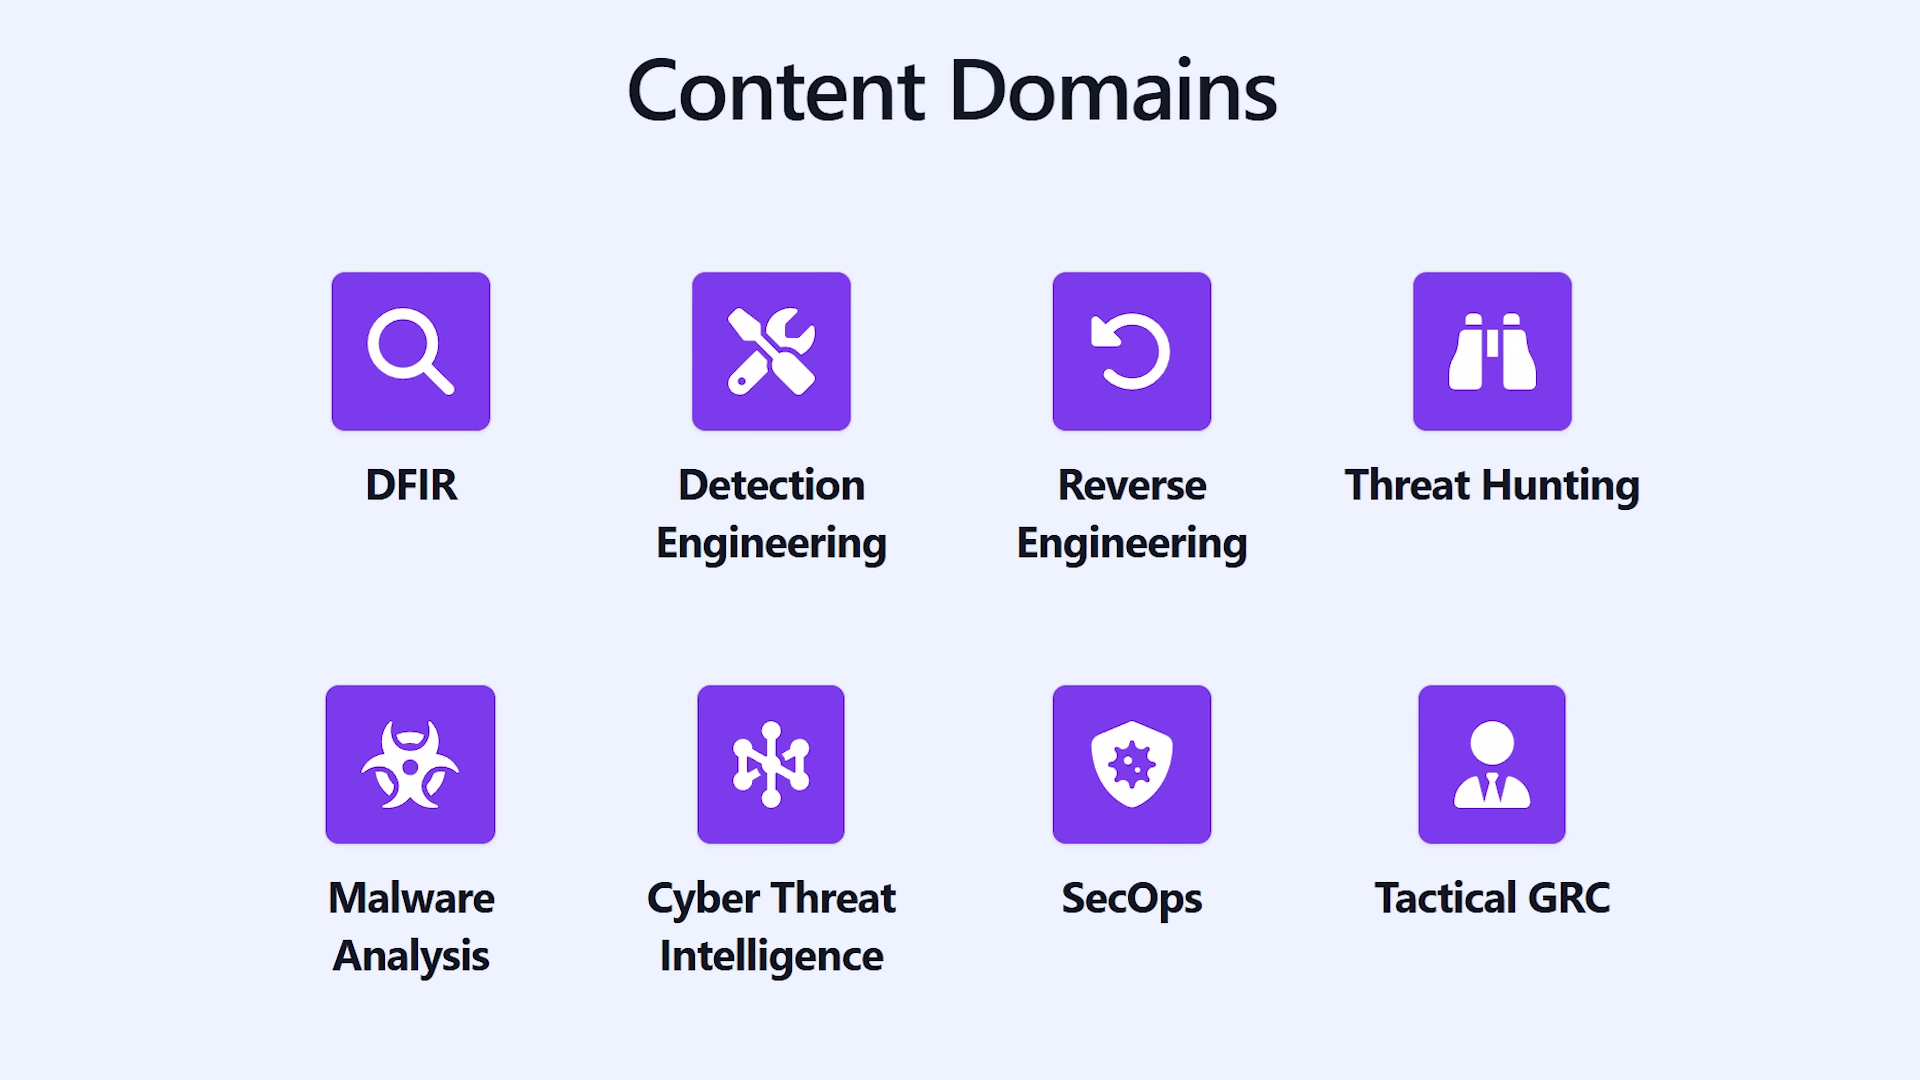 Content Domains
DFIR
Detection
Engineering
Reverse
Engineering
Threat Hunting
Malware
Analysis
Cyber Threat
Intelligence
SecOps
Tactical GRC